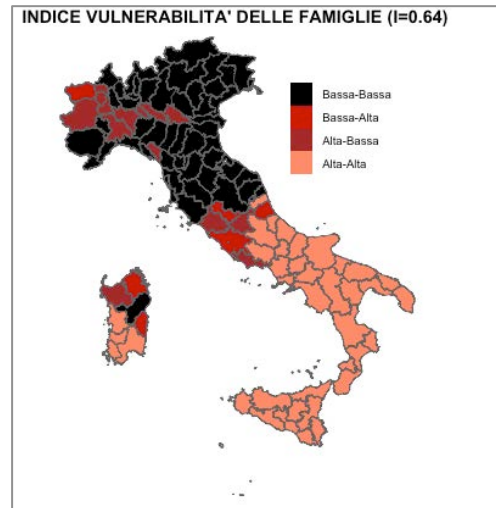 INDICE VULNERABILITA' DELLE FAMIGLIE (I=0.64)
Bassa-Bassa
Bassa-Alta
Alta-Bassa
Alta-Alta